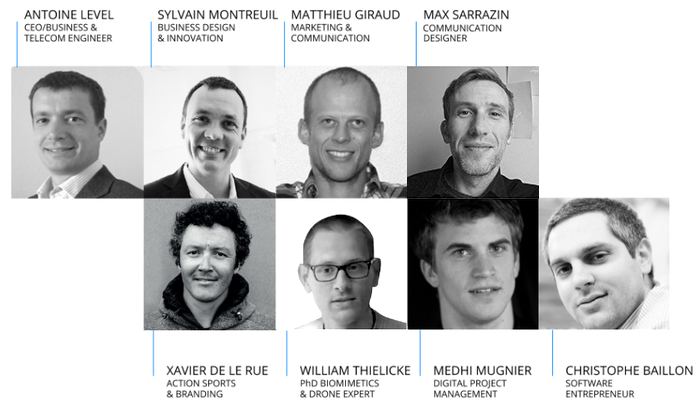 ANTOINE LEVEL
CEO/BUSINESS &
TELECOM ENGINEER
SYLVAIN MONTREUIL
BUSINESS DESIGN
& INNOVATION
MATTHIEU GIRAUD
MARKETING &
COMMUNICATION
MAX SARRAZIN
COMMUNICATION
DESIGNER
XAVIER DE LE RUE
ACTION SPORTS
& BRANDING
WILLIAM THIELICKE
PhD BIOMIMETICS
& DRONE EXPERT
MEDHI MUGNIER
DIGITAL PROJECT
MANAGEMENT
CHRISTOPHE BAILLON
SOFTWARE
ENTREPRENEUR